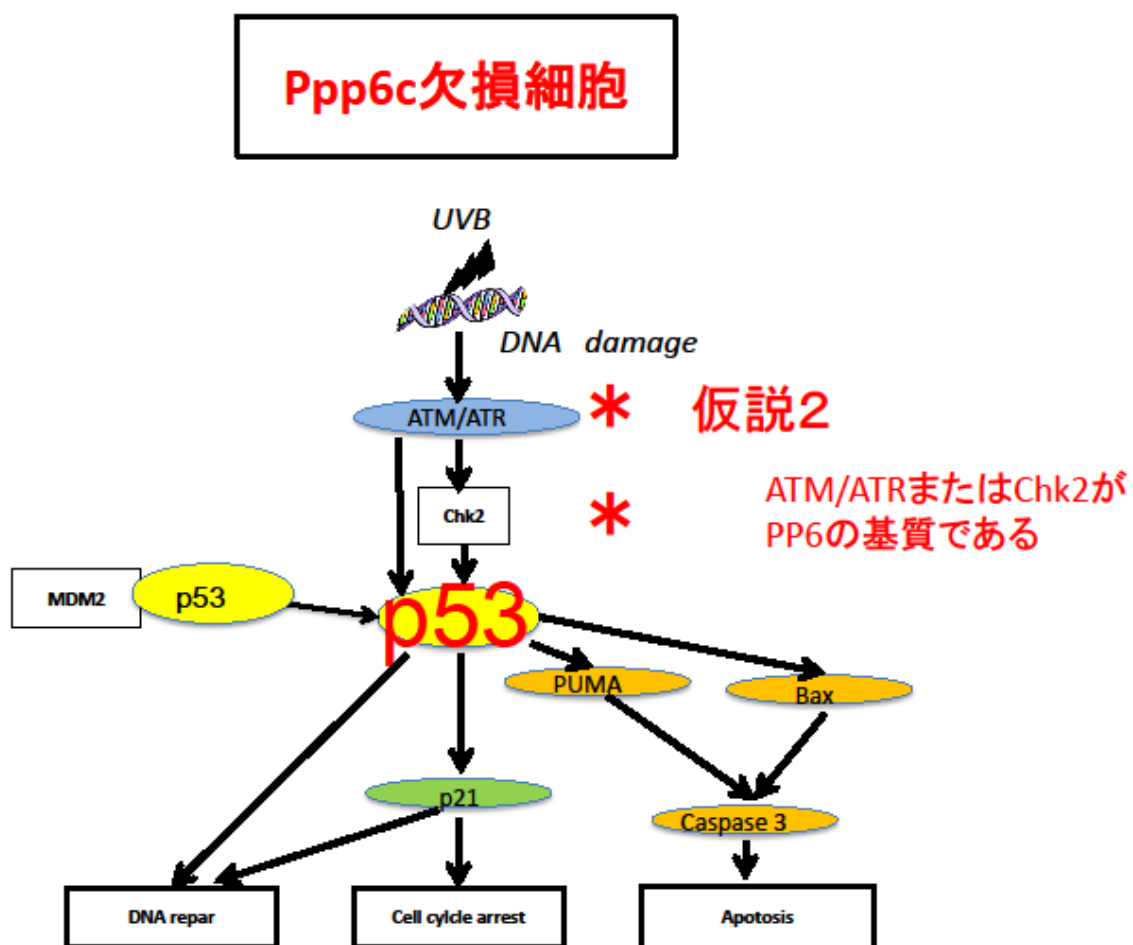 Ppp6c欠損細胞
UVB
DNA damage
ATM/ATR
* 仮説2
Chk2
* ATM/ATRまたはChk2が
PP6の基質である
MDM2
p53
p53
PUMA
Bax
p21
Caspase 3
DNA repar
Cell cylcle arrest
Apotosis